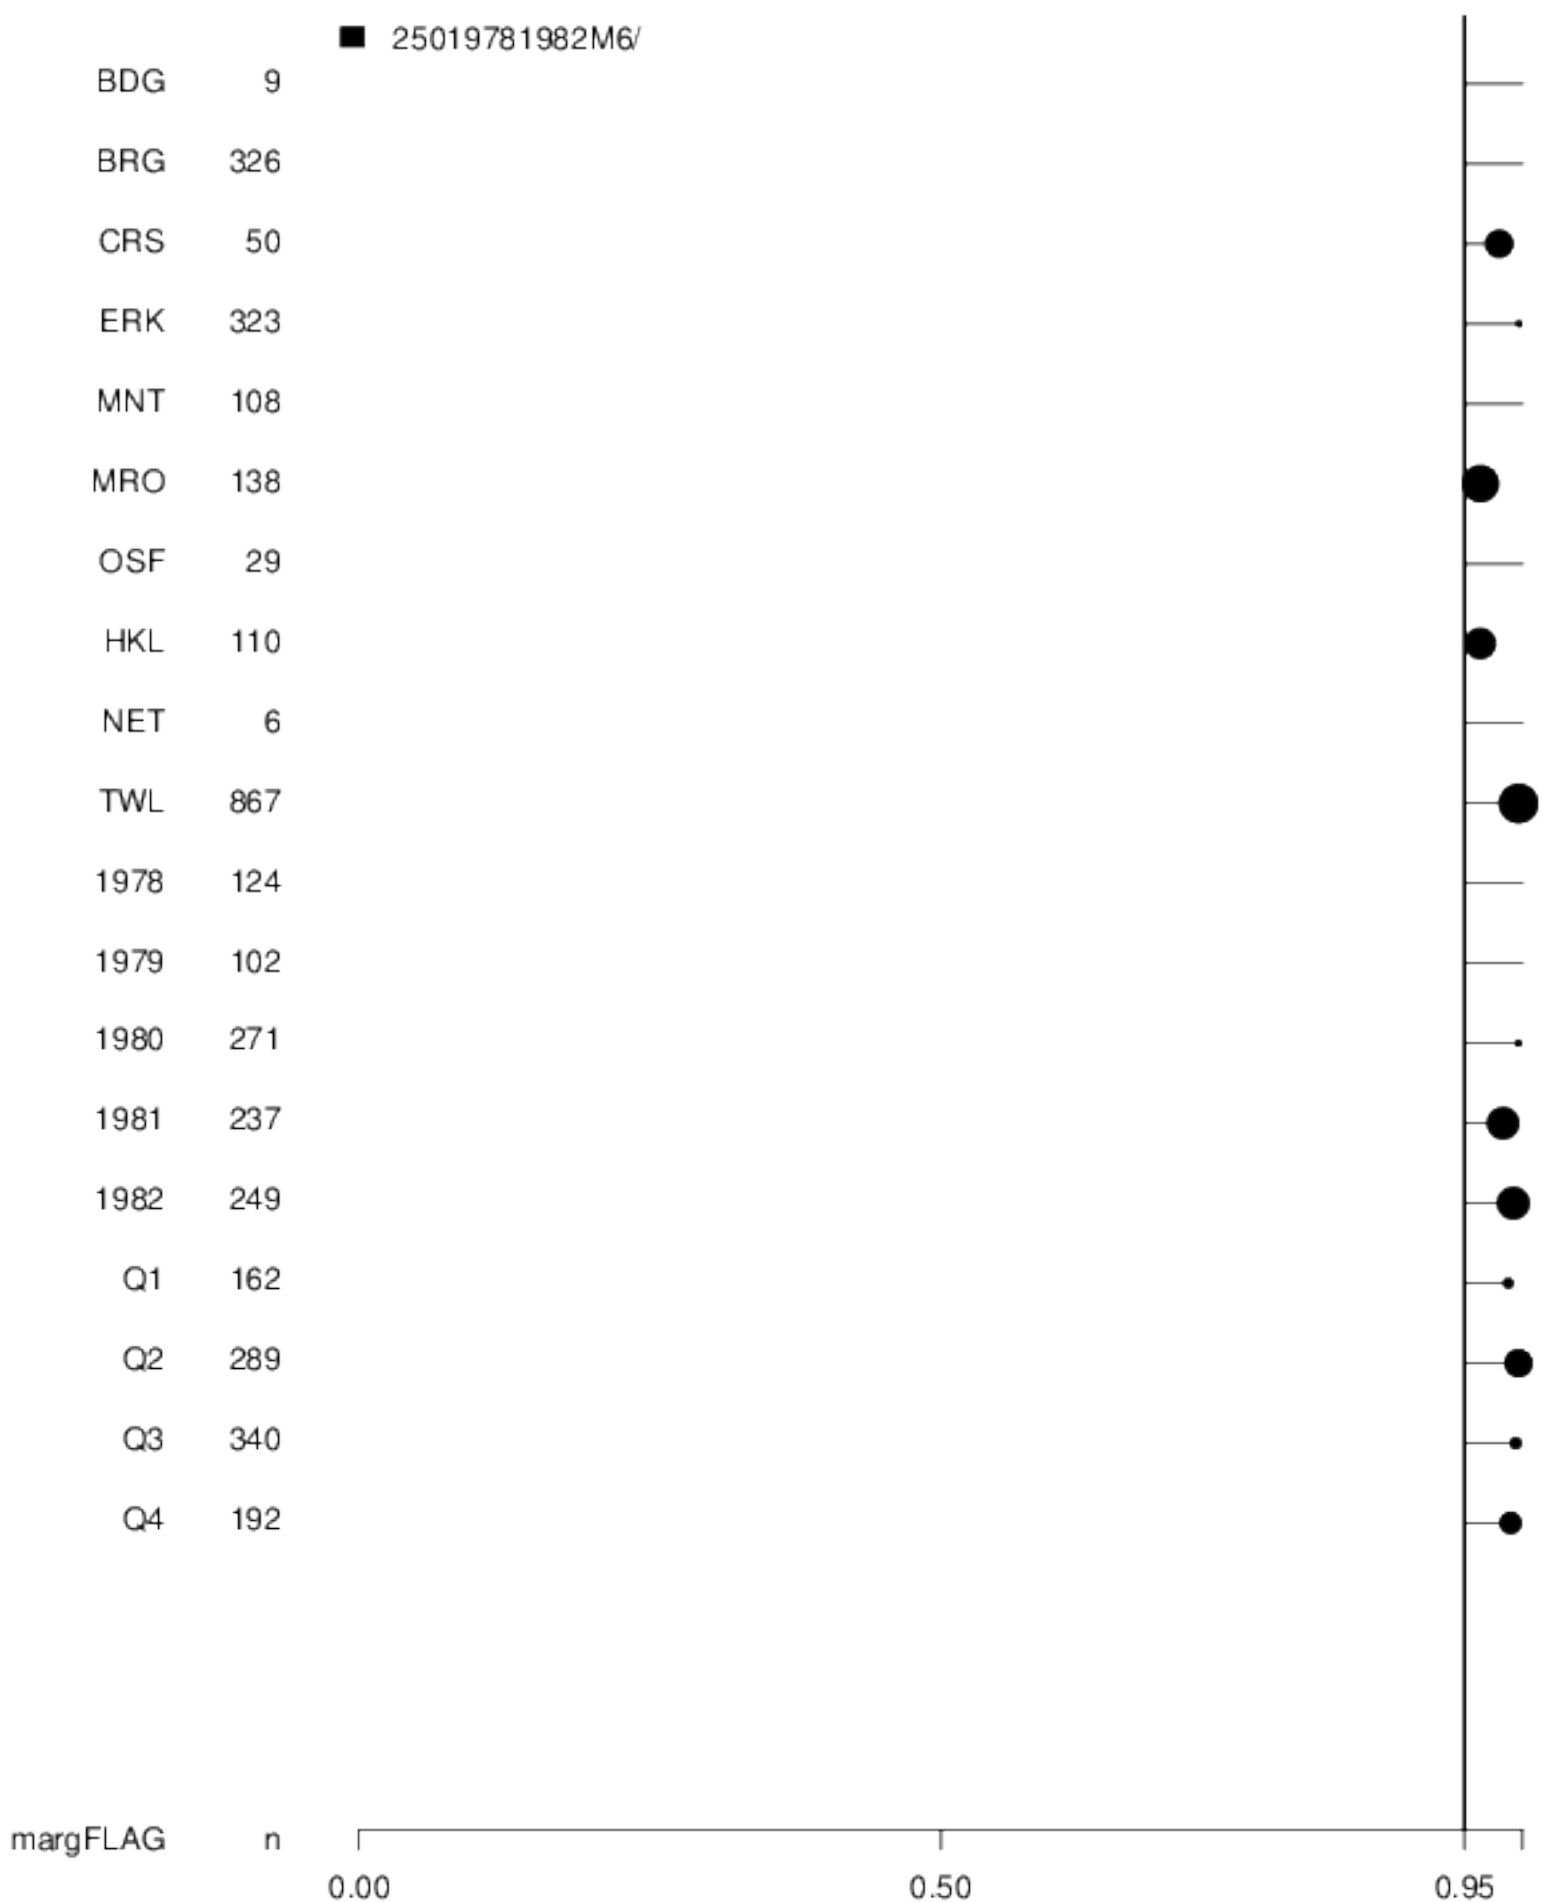 25019781982M6/
BDG 9
BRG 326
CRS 50
ERK 323
MNT 108
MRO 138
OSF 29
HKL 110
NET 6
TWL 867
1978 124
1979 102
1980 271
1981 237
1982 249
Q1 162
Q2 289
Q3 340
Q4 192
margFLAG n
0.00 0.50 0.95